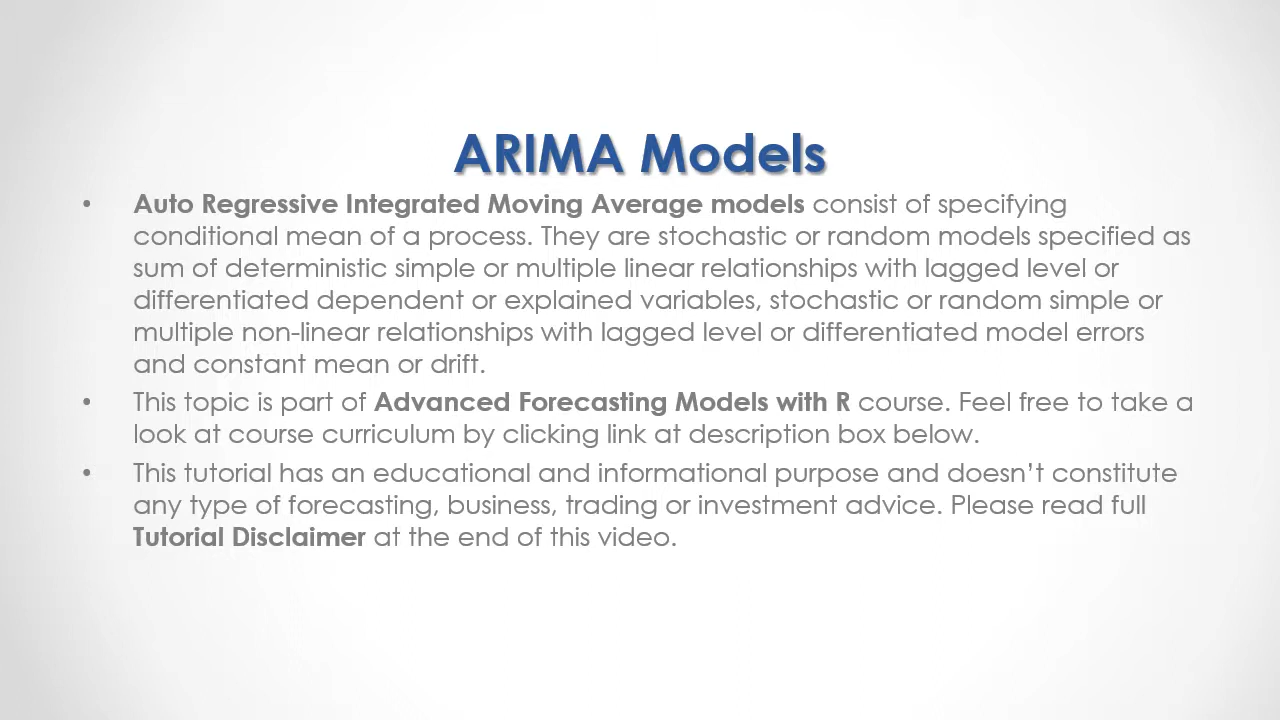 ARIMA Models
• Auto Regressive Integrated Moving Average models consist of specifying
conditional mean of a process. They are stochastic or random models specified as
sum of deterministic simple or multiple linear relationships with lagged level or
differentiated dependent or explained variables, stochastic or random simple or
multiple non-linear relationships with lagged level or differentiated model errors
and constant mean or drift.
• This topic is part of Advanced Forecasting Models with R course. Feel free to take a
look at course curriculum by clicking link at description box below.
• This tutorial has an educational and informational purpose and doesn’t constitute
any type of forecasting, business, trading or investment advice. Please read full
Tutorial Disclaimer at the end of this video.